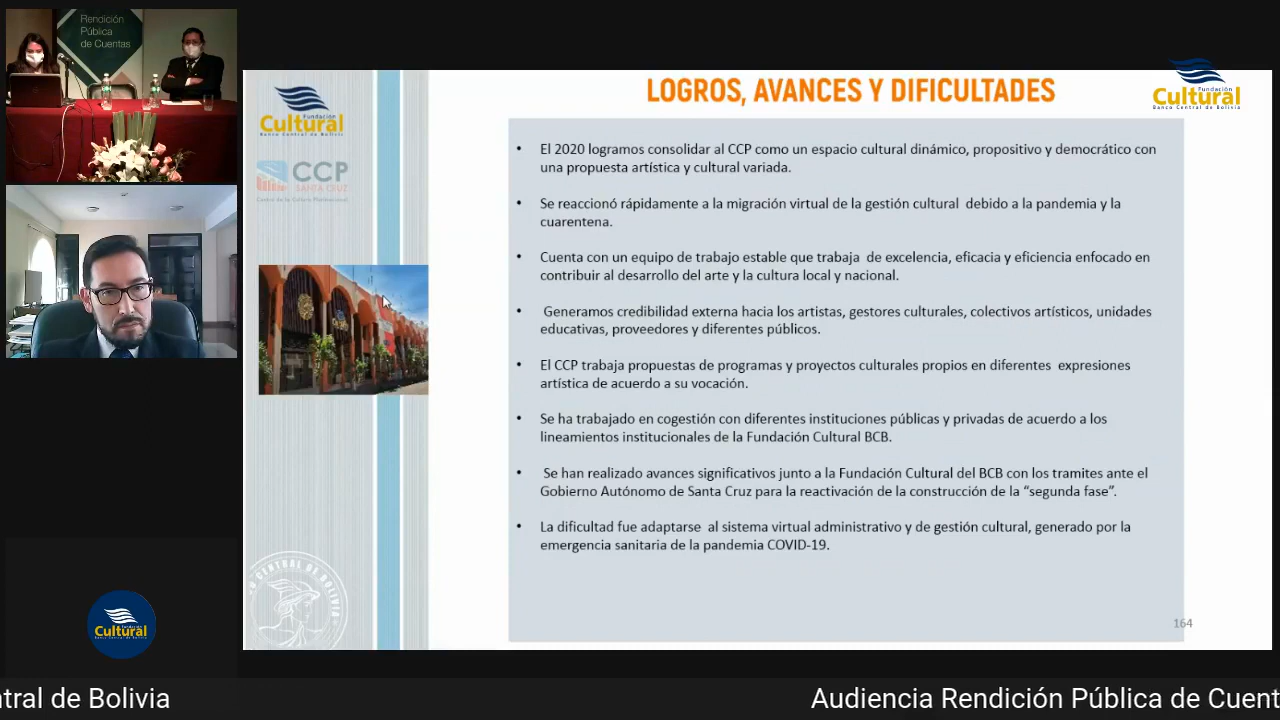 Rendición
Pública
de Cuentas
LOGROS, AVANCES Y DIFICULTADES
Fundación
Cultural
Banco Central de Bolivia
Fundación
Cultural
Banco Central de Bolivia
CCP
SANTA CRUZ
• El 2020 logramos consolidar al CCP como un espacio cultural dinámico, propositivo y democrático con
una propuesta artística y cultural variada.
• Se reaccionó rápidamente a la migración virtual de la gestión cultural debido a la pandemia y la
cuarentena.
• Cuenta con un equipo de trabajo estable que trabaja de excelencia, eficacia y eficiencia enfocado en
contribuir al desarrollo del arte y la cultura local y nacional.
• Generamos credibilidad externa hacia los artistas, gestores culturales, colectivos artísticos, unidades
educativas, proveedores y diferentes públicos.
• El CCP trabaja propuestas de programas y proyectos culturales propios en diferentes expresiones
artística de acuerdo a su vocación.
• Se ha trabajado en cogestión con diferentes instituciones públicas y privadas de acuerdo a los
lineamientos institucionales de la Fundación Cultural BCB.
• Se han realizado avances significativos junto a la Fundación Cultural del BCB con los tramites ante el
Gobierno Autónomo de Santa Cruz para la reactivación de la construcción de la “segunda fase”.
• La dificultad fue adaptarse al sistema virtual administrativo y de gestión cultural, generado por la
emergencia sanitaria de la pandemia COVID-19.
CENTRAL DE BOLIVIA
164
Fundación
Cultural
Banco Central de Bolivia
ntral de Bolivia
Audiencia Rendición Pública de Cuent